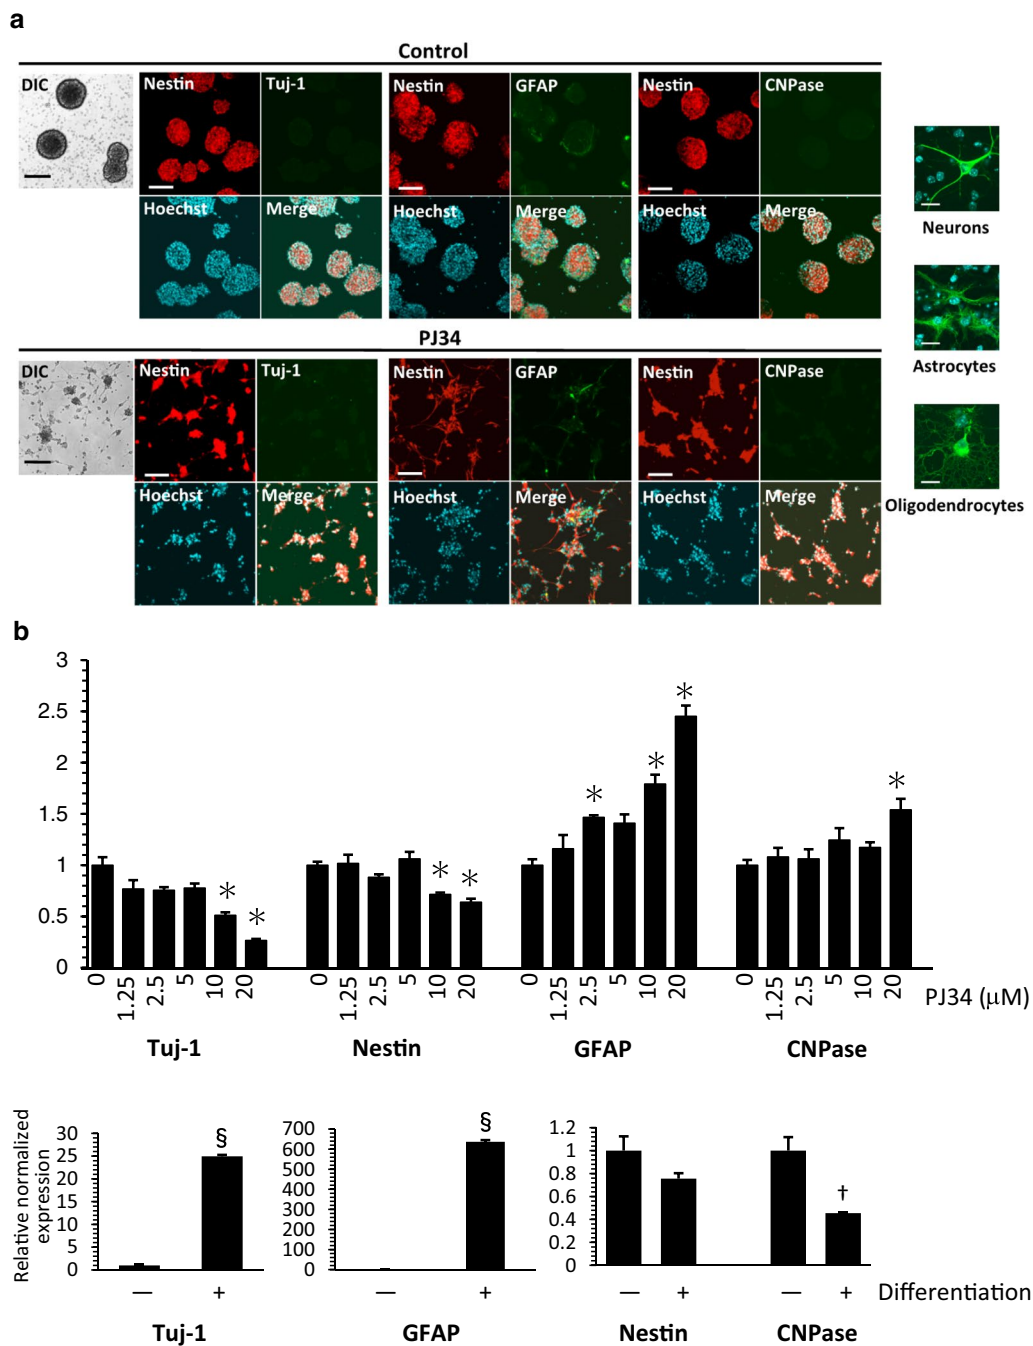 a
Control
DIC
Nestin
Tuj-1
Nestin
GFAP
Nestin
CNPase
Hoechst
Merge
Hoechst
Merge
Hoechst
Merge
Neurons
Astrocytes
Oligodendrocytes
PJ34
DIC
Nestin
Tuj-1
Nestin
GFAP
Nestin
CNPase
Hoechst
Merge
Hoechst
Merge
Hoechst
Merge
b
3
2.5
2
1.5
1
0.5
0
* * * * * * * *
0 1.25 2.5 5 10 20 0 1.25 2.5 5 10 20 0 1.25 2.5 5 10 20 0 1.25 2.5 5 10 20 PJ34 (μM)
Tuj-1 Nestin GFAP CNPase
Relative normalized
expression
30
25
20
15
10
5
0
§
— +
Tuj-1
700
600
500
400
300
200
100
0
§
— +
GFAP
1.2
1
0.8
0.6
0.4
0.2
0
†
— + — + Differentiation
Nestin CNPase